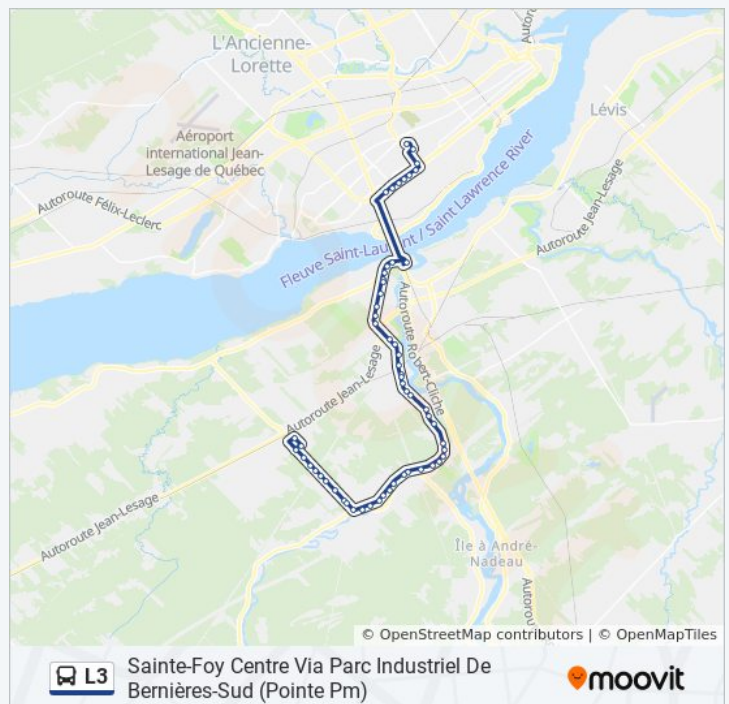 Autoro
L'Ancienne-
Lorette
Lévis
Aéroport
international Jean-
Lesage de Québec
Autoroute Félix-Leclerc
Autoroute Jean-Lesage
Fleuve Saint-Laurent / Saint Lawrence River
Autoroute Robert-Cliche
Autoroute Jean-Lesage
Autoroute Jean-Lesage
Île à André-
Nadeau
Autorou
© OpenStreetMap contributors | © OpenMapTiles
L3
Sainte-Foy Centre Via Parc Industriel De
Bernières-Sud (Pointe Pm)
moovit